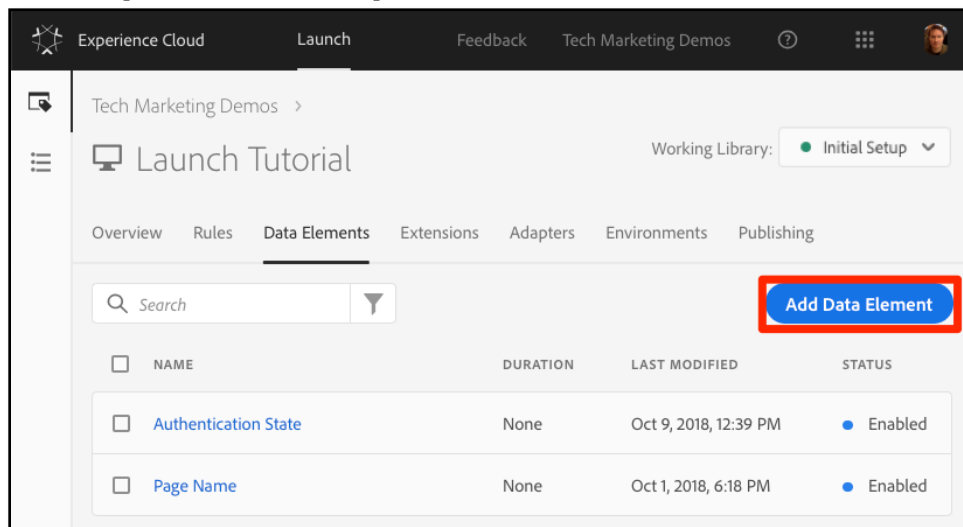 Experience Cloud Launch Feedback Tech Marketing Demos ?
Tech Marketing Demos >
Launch Tutorial
Working Library: Initial Setup
Overview Rules Data Elements Extensions Adapters Environments Publishing
Search
Add Data Element
NAME DURATION LAST MODIFIED STATUS
Authentication State None Oct 9, 2018, 12:39 PM Enabled
Page Name None Oct 1, 2018, 6:18 PM Enabled